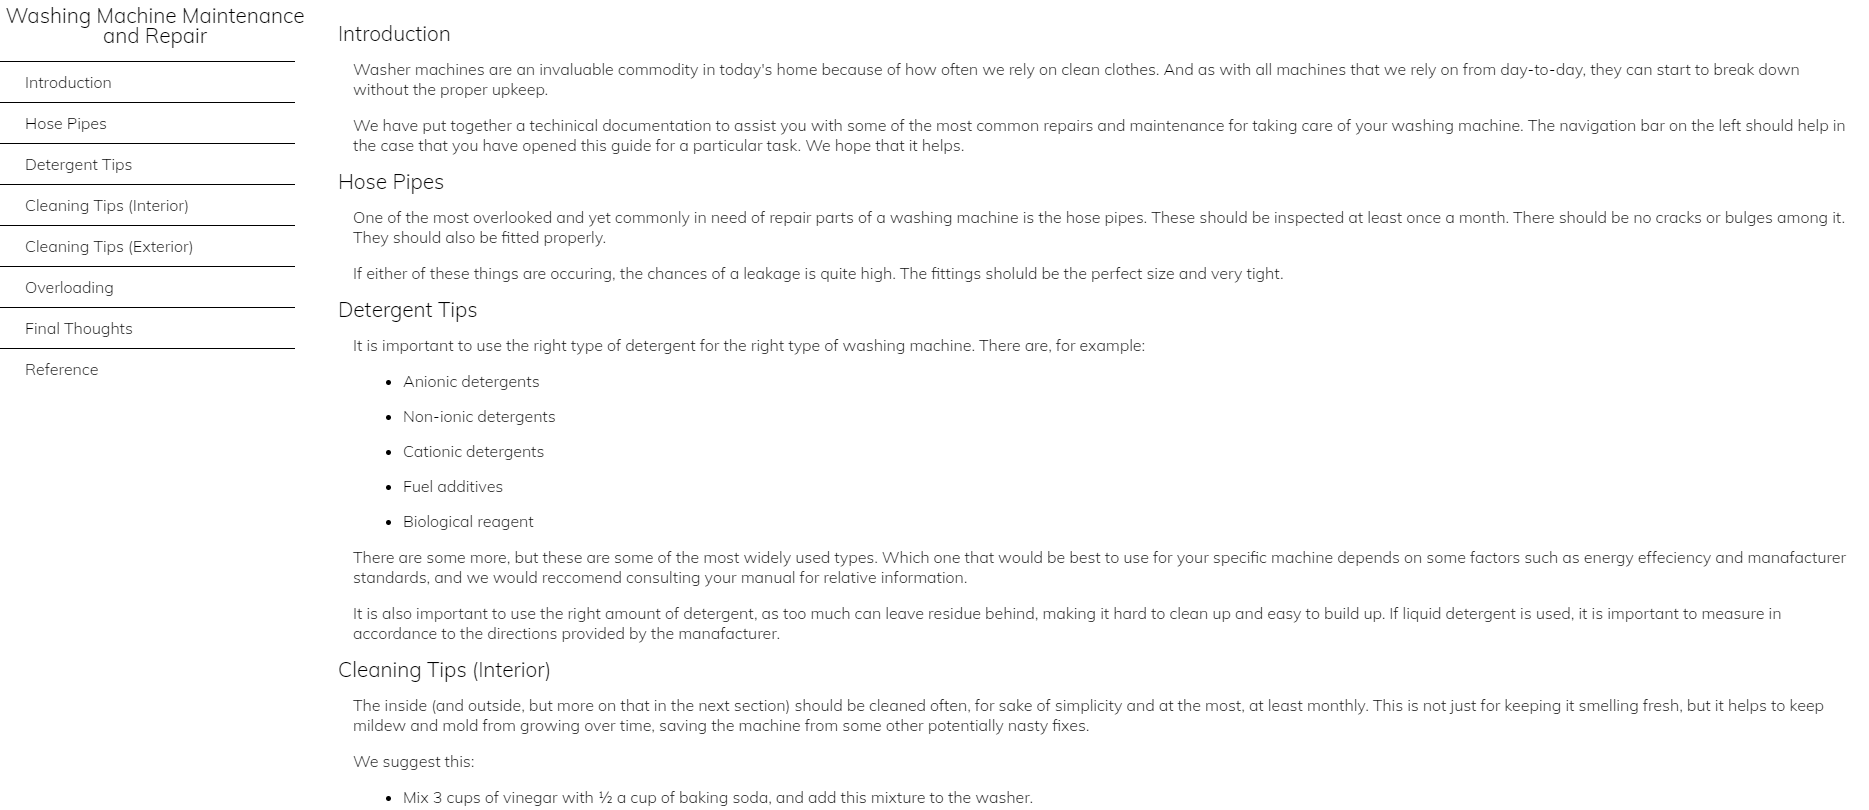 Washing Machine Maintenance
and Repair
Introduction
Hose Pipes
Detergent Tips
Cleaning Tips (Interior)
Cleaning Tips (Exterior)
Overloading
Final Thoughts
Reference
Introduction
Washer machines are an invaluable commodity in today's home because of how often we rely on clean clothes. And as with all machines that we rely on from day-to-day, they can start to break down
without the proper upkeep.
We have put together a techinical documentation to assist you with some of the most common repairs and maintenance for taking care of your washing machine. The navigation bar on the left should help in
the case that you have opened this guide for a particular task. We hope that it helps.
Hose Pipes
One of the most overlooked and yet commonly in need of repair parts of a washing machine is the hose pipes. These should be inspected at least once a month. There should be no cracks or bulges among it.
They should also be fitted properly.
If either of these things are occuring, the chances of a leakage is quite high. The fittings sholuld be the perfect size and very tight.
Detergent Tips
It is important to use the right type of detergent for the right type of washing machine. There are, for example:
• Anionic detergents
• Non-ionic detergents
• Cationic detergents
• Fuel additives
• Biological reagent
There are some more, but these are some of the most widely used types. Which one that would be best to use for your specific machine depends on some factors such as energy effeciency and manafacturer
standards, and we would reccomend consulting your manual for relative information.
It is also important to use the right amount of detergent, as too much can leave residue behind, making it hard to clean up and easy to build up. If liquid detergent is used, it is important to measure in
accordance to the directions provided by the manafacturer.
Cleaning Tips (Interior)
The inside (and outside, but more on that in the next section) should be cleaned often, for sake of simplicity and at the most, at least monthly. This is not just for keeping it smelling fresh, but it helps to keep
mildew and mold from growing over time, saving the machine from some other potentially nasty fixes.
We suggest this:
• Mix 3 cups of vinegar with ½ a cup of baking soda, and add this mixture to the washer.